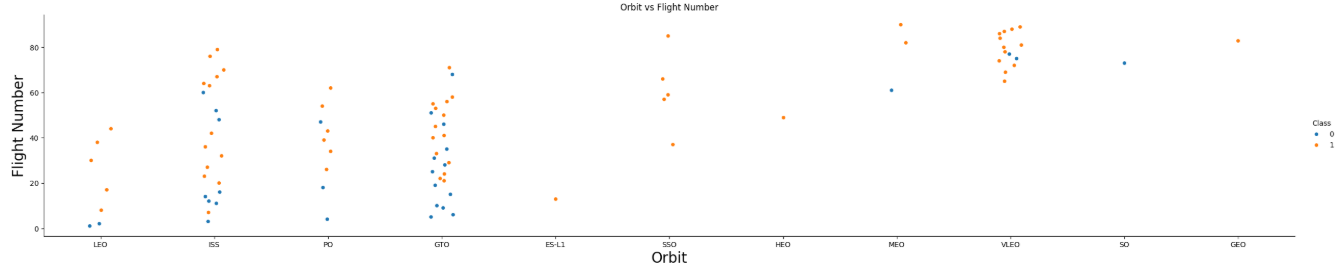 Orbit vs Flight Number
Flight Number
80
60
40
20
0
LEO ISS PO GTO ES-L1 SSO HEO MEO VLEO SO GEO
Orbit
Class
0
1